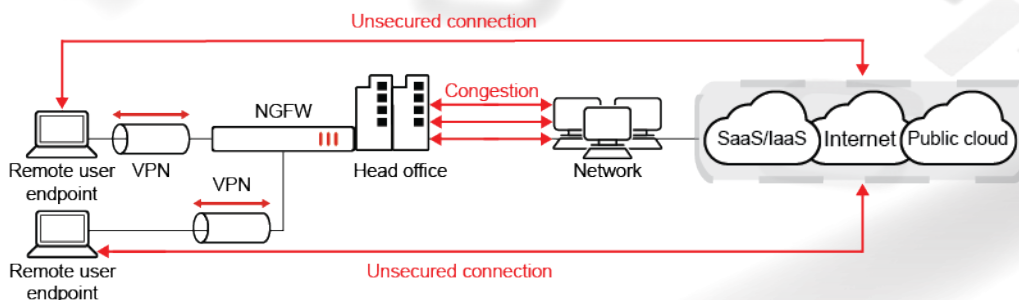 Unsecured connection
Congestion
NGFW
SaaS/IaaS
Internet
Public cloud
Remote user
endpoint
VPN
Head office
Network
VPN
Remote user
endpoint
Unsecured connection